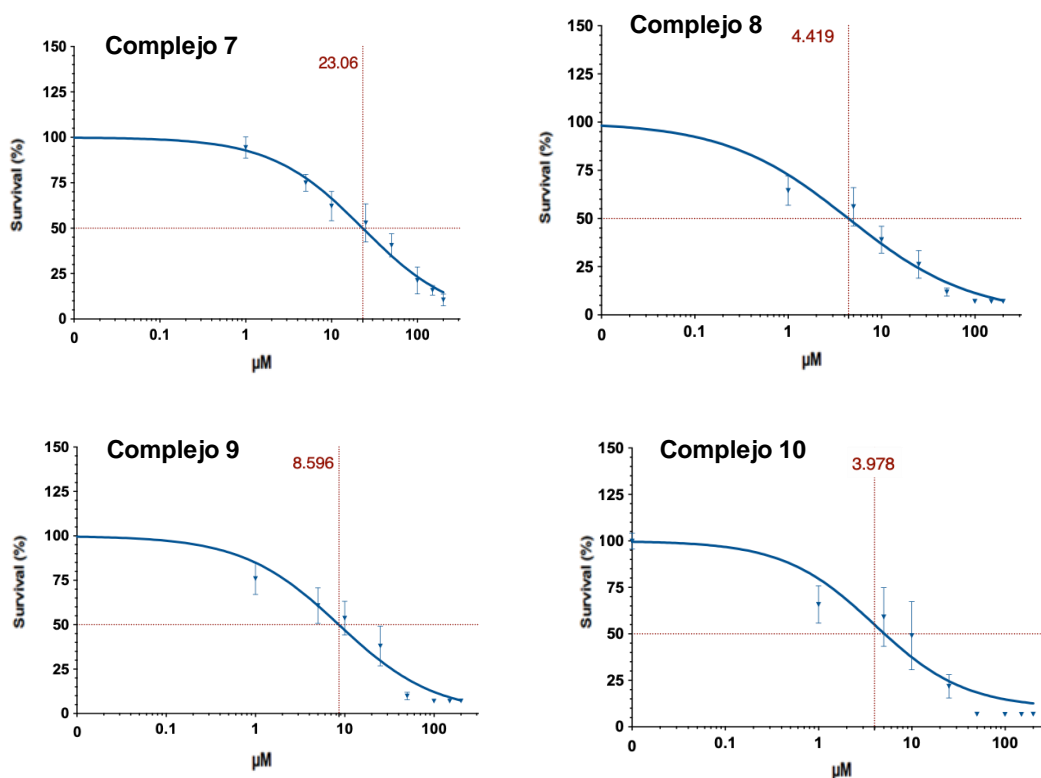 Complejo 7
23.06
150
125
100
75
50
25
0
Survival (%)
0 0.1 1 10 100
µM
Complejo 8
4.419
150
125
100
75
50
25
0
Survival (%)
0 0.1 1 10 100
µM
Complejo 9
8.596
150
125
100
75
50
25
0
Survival (%)
0 0.1 1 10 100
µM
Complejo 10
3.978
150
125
100
75
50
25
0
Survival (%)
0 0.1 1 10 100
µM